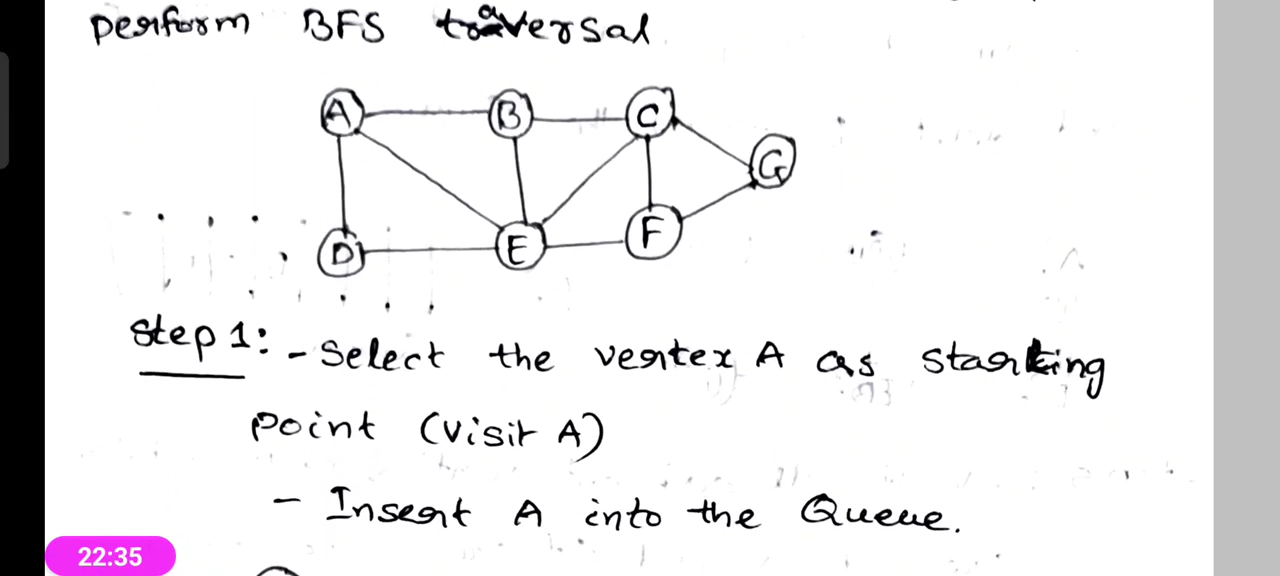 perform BFS traversal
A B C
G
D E F
Step 1: - Select the vertex A as starting
point (visit A)
- Insert A into the Queue.
22:35